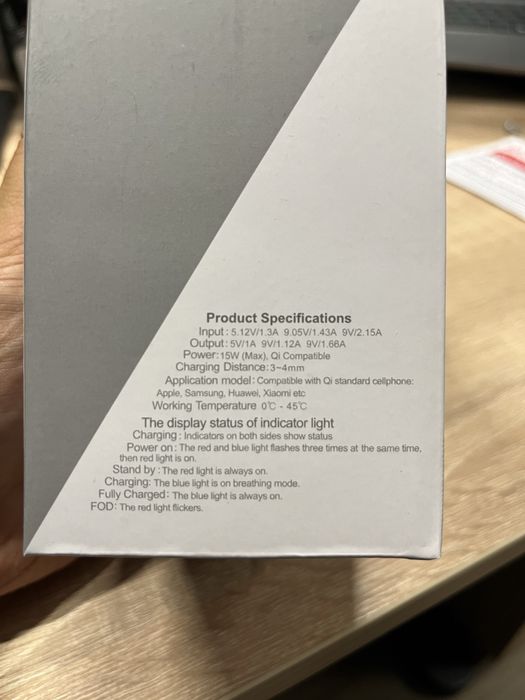 Product Specifications
Input: 5.12V/1.3A 9.05V/1.43A 9V/2.15A
Output: 5V/1A 9V/1.12A 9V/1.66A
Power: 15W (Max), Qi Compatible
Charging Distance: 3~4mm
Application model: Compatible with Qi standard cellphone:
Apple, Samsung, Huawei, Xiaomi etc
Working Temperature 0℃ - 45℃
The display status of indicator light
Charging: Indicators on both sides show status
Power on: The red and blue light flashes three times at the same time,
then red light is on.
Stand by: The red light is always on.
Charging: The blue light is on breathing mode.
Fully Charged: The blue light is always on.
FOD: The red light flickers.